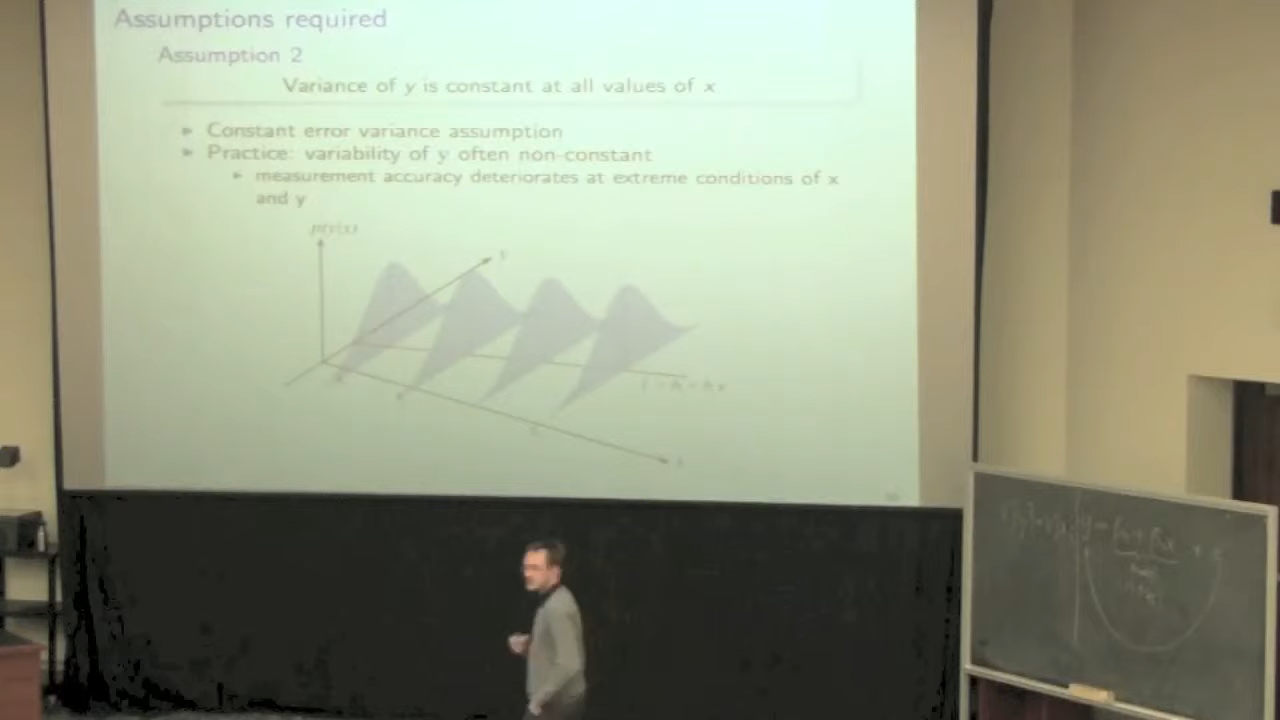 Assumptions required
Assumption 2
Variance of y is constant at all values of x
Constant error variance assumption
Practice: variability of y often non-constant
measurement accuracy deteriorates at extreme conditions of x
and y
p(y|x)
y
x